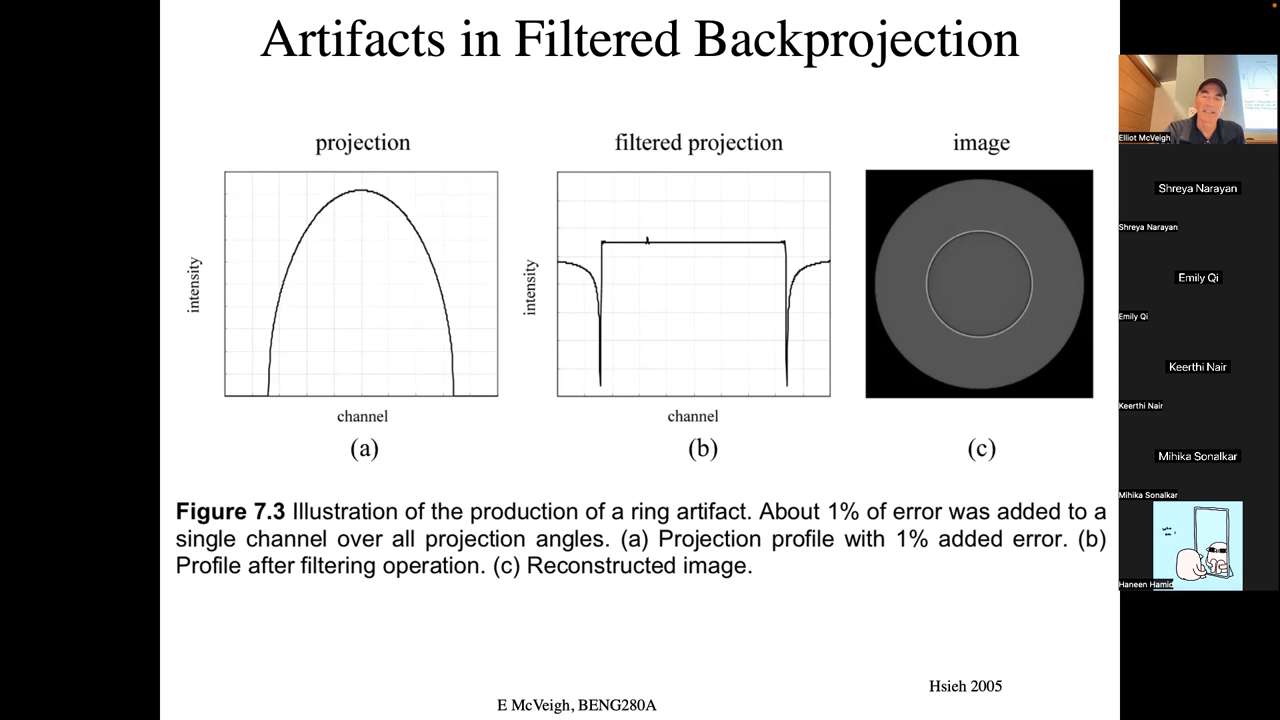 Artifacts in Filtered Backprojection
projection
filtered projection
image
intensity
intensity
channel
channel
(a)
(b)
(c)
Figure 7.3 Illustration of the production of a ring artifact. About 1% of error was added to a
single channel over all projection angles. (a) Projection profile with 1% added error. (b)
Profile after filtering operation. (c) Reconstructed image.
Hsieh 2005
E McVeigh, BENG280A
Elliot McVeigh
Shreya Narayan
Shreya Narayan
Emily Qi
Emily Qi
Keerthi Nair
Keerthi Nair
Mihika Sonalkar
Mihika Sonalkar
Haneen Hamid